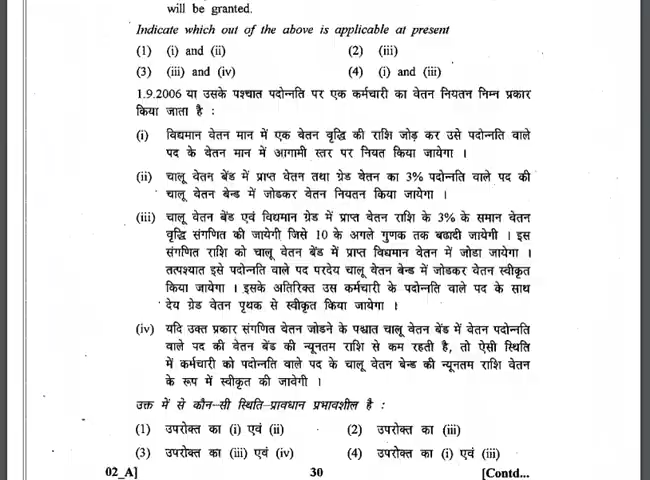 will be granted.
Indicate which out of the above is applicable at present
(1) (i) and (ii) (2) (iii)
(3) (iii) and (iv) (4) (i) and (iii)
1.9.2006 या उसके पश्चात पदोन्नति पर एक कर्मचारी का वेतन नियतन निम्न प्रकार
किया जाता है :
(i) विद्यमान वेतन मान में एक वेतन वृद्धि की राशि जोड़ कर उसे पदोन्नति वाले
पद के वेतन मान में आगामी स्तर पर नियत किया जायेगा ।
(ii) चालू वेतन बैंड में प्राप्त वेतन तथा ग्रेड वेतन का 3% पदोन्नति वाले पद की
चालू वेतन बेन्ड में जोडकर वेतन नियतन किया जायेगा ।
(iii) चालू वेतन बैंड एवं विद्यमान ग्रेड में प्राप्त वेतन राशि के 3% के समान वेतन
वृद्धि संगणित की जायेगी जिसे 10 के अगले गुणक तक बढादी जायेगी । इस
संगणित राशि को चालू वेतन बेंड में प्राप्त विद्यमान वेतन में जोडा जायेगा ।
तत्पश्यात इसे पदोन्नति वाले पद परदेय चालू वेतन बेन्ड में जोडकर वेतन स्वीकृत
किया जायेगा । इसके अतिरिक्त उस कर्मचारी के पदोन्नति वाले पद के साथ
देय ग्रेड वेतन पृथक से स्वीकृत किया जायेगा ।
(iv) यदि उक्त प्रकार संगणित वेतन जोडने के पश्चात चालू वेतन बैंड में वेतन पदोन्नति
वाले पद की वेतन बेंड की न्यूनतम राशि से कम रहती है, तो ऐसी स्थिति
में कर्मचारी को पदोन्नति वाले पद के चालू वेतन बेन्ड की न्यूनतम राशि वेतन
के रूप में स्वीकृत की जावेगी ।
उक्त में से कौन-सी स्थिति प्रावधान प्रभावशील है :
(1) उपरोक्त का (i) एवं (ii) (2) उपरोक्त का (iii)
(3) उपरोक्त का (iii) एवं (iv) (4) उपरोक्त का (i) एवं (iii)
02_A] 30 [Contd...